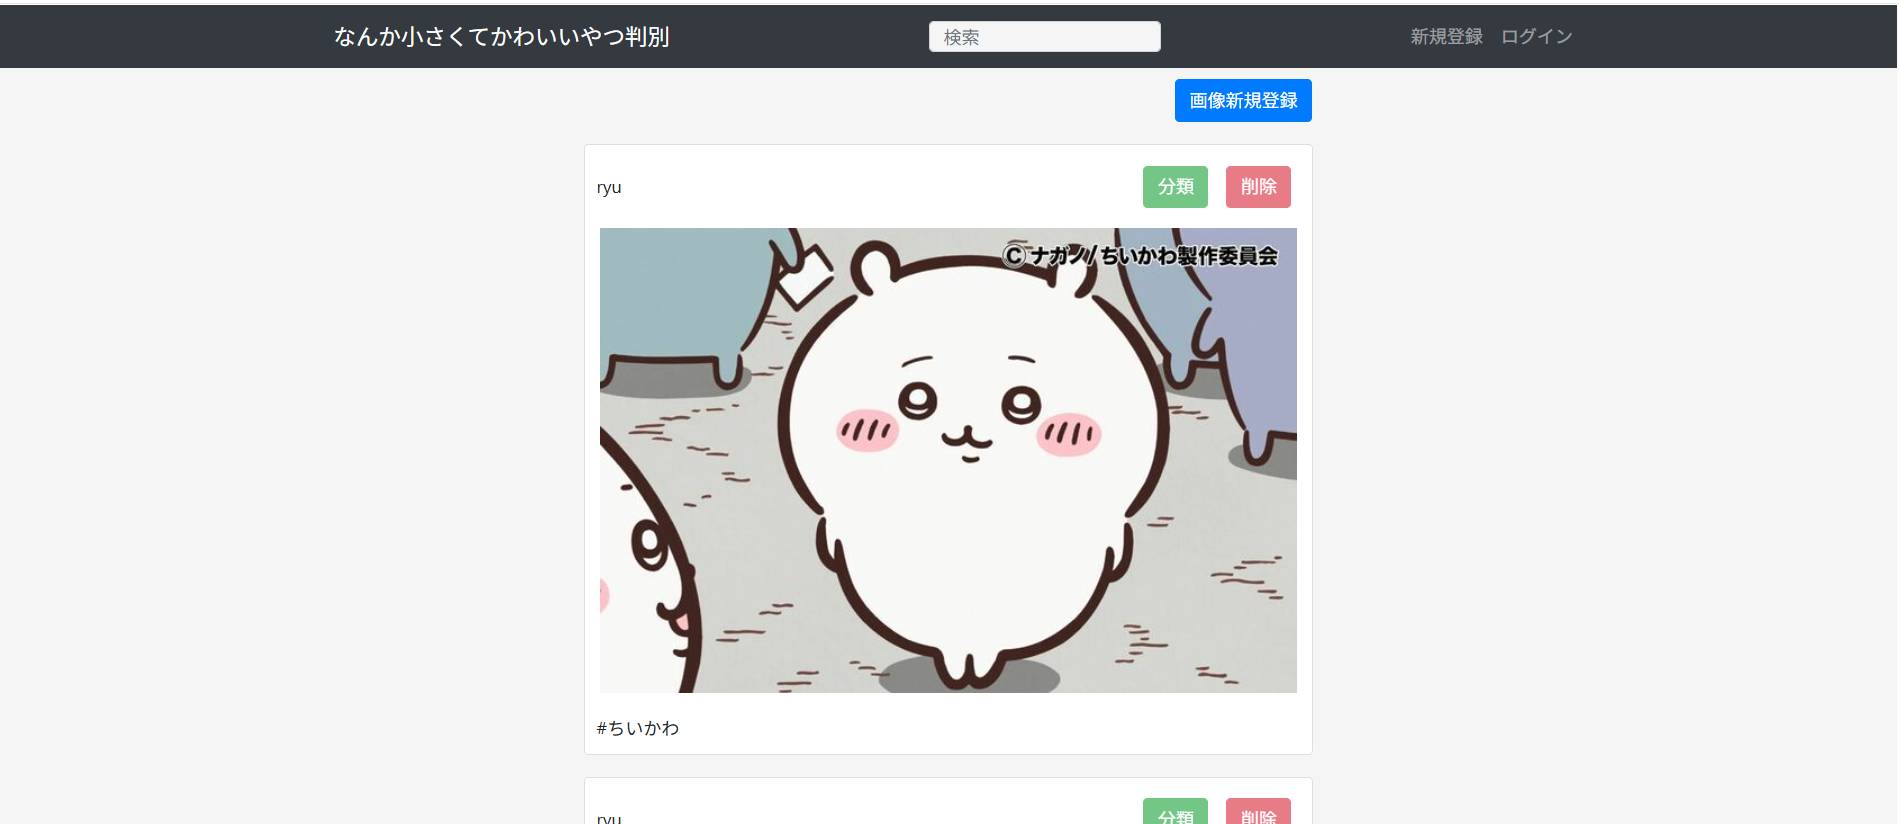 なんか小さくてかわいいやつ判別
検索
新規登録 ログイン
画像新規登録
ryu
分類 削除
©ナガノ/ちいかわ製作委員会
#ちいかわ
ryu
分類 削除